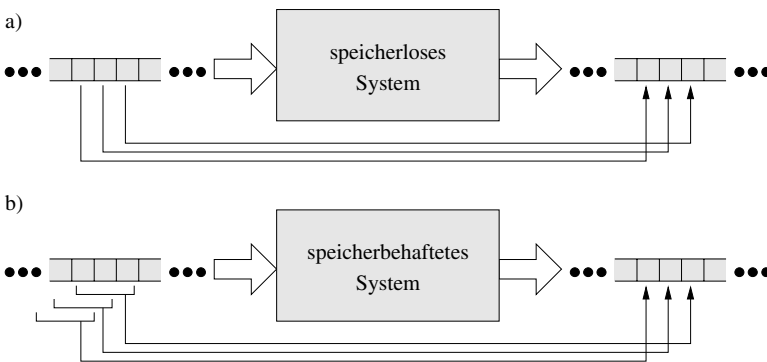 a)
speicherloses
System
b)
speicherbehaftetes
System